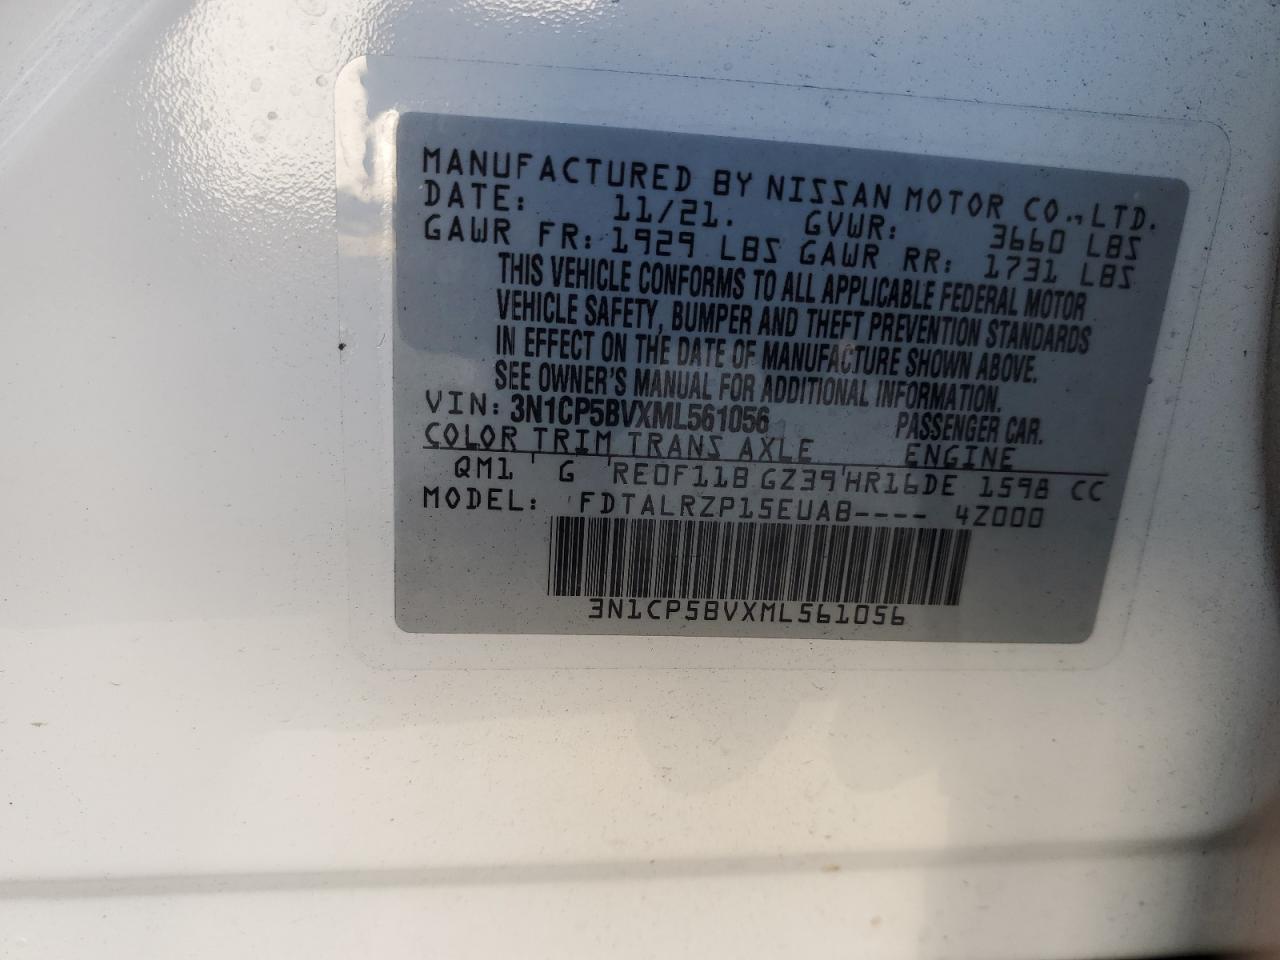 MANUFACTURED BY NISSAN MOTOR CO., LTD.
DATE: 11/21. GVWR: 3660 LBS
GAWR FR: 1929 LBS GAWR RR: 1731 LBS
THIS VEHICLE CONFORMS TO ALL APPLICABLE FEDERAL MOTOR
VEHICLE SAFETY, BUMPER AND THEFT PREVENTION STANDARDS
IN EFFECT ON THE DATE OF MANUFACTURE SHOWN ABOVE.
SEE OWNER'S MANUAL FOR ADDITIONAL INFORMATION.
VIN: 3N1CP5BVXML561056 PASSENGER CAR.
COLOR TRIM TRANS AXLE ENGINE
QM1 G RE0F11B GZ39 HR16DE 1598 CC
MODEL: FDTALRZP15EUAB---- 4Z000
3N1CP5BVXML561056